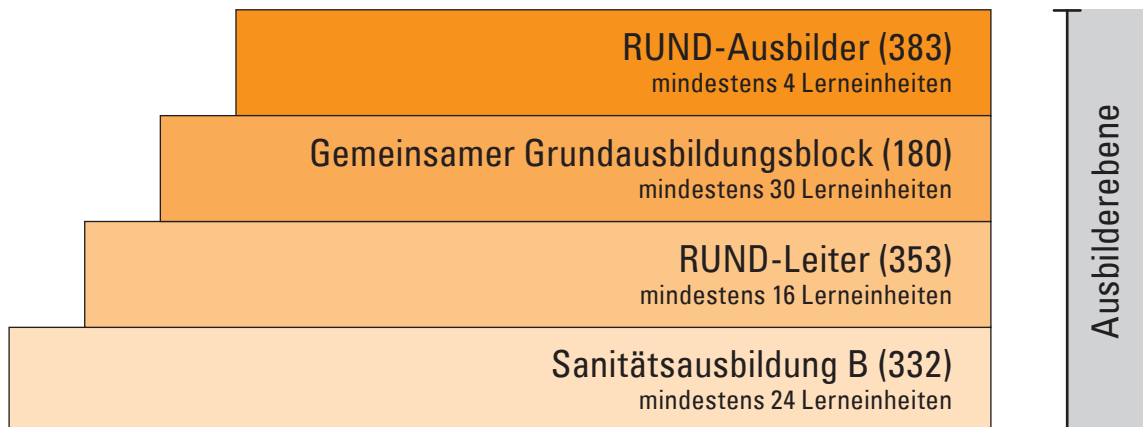 RUND-Ausbilder (383)
mindestens 4 Lerneinheiten
Gemeinsamer Grundausbildungsblock (180)
mindestens 30 Lerneinheiten
RUND-Leiter (353)
mindestens 16 Lerneinheiten
Sanitätsausbildung B (332)
mindestens 24 Lerneinheiten
Ausbilderebene